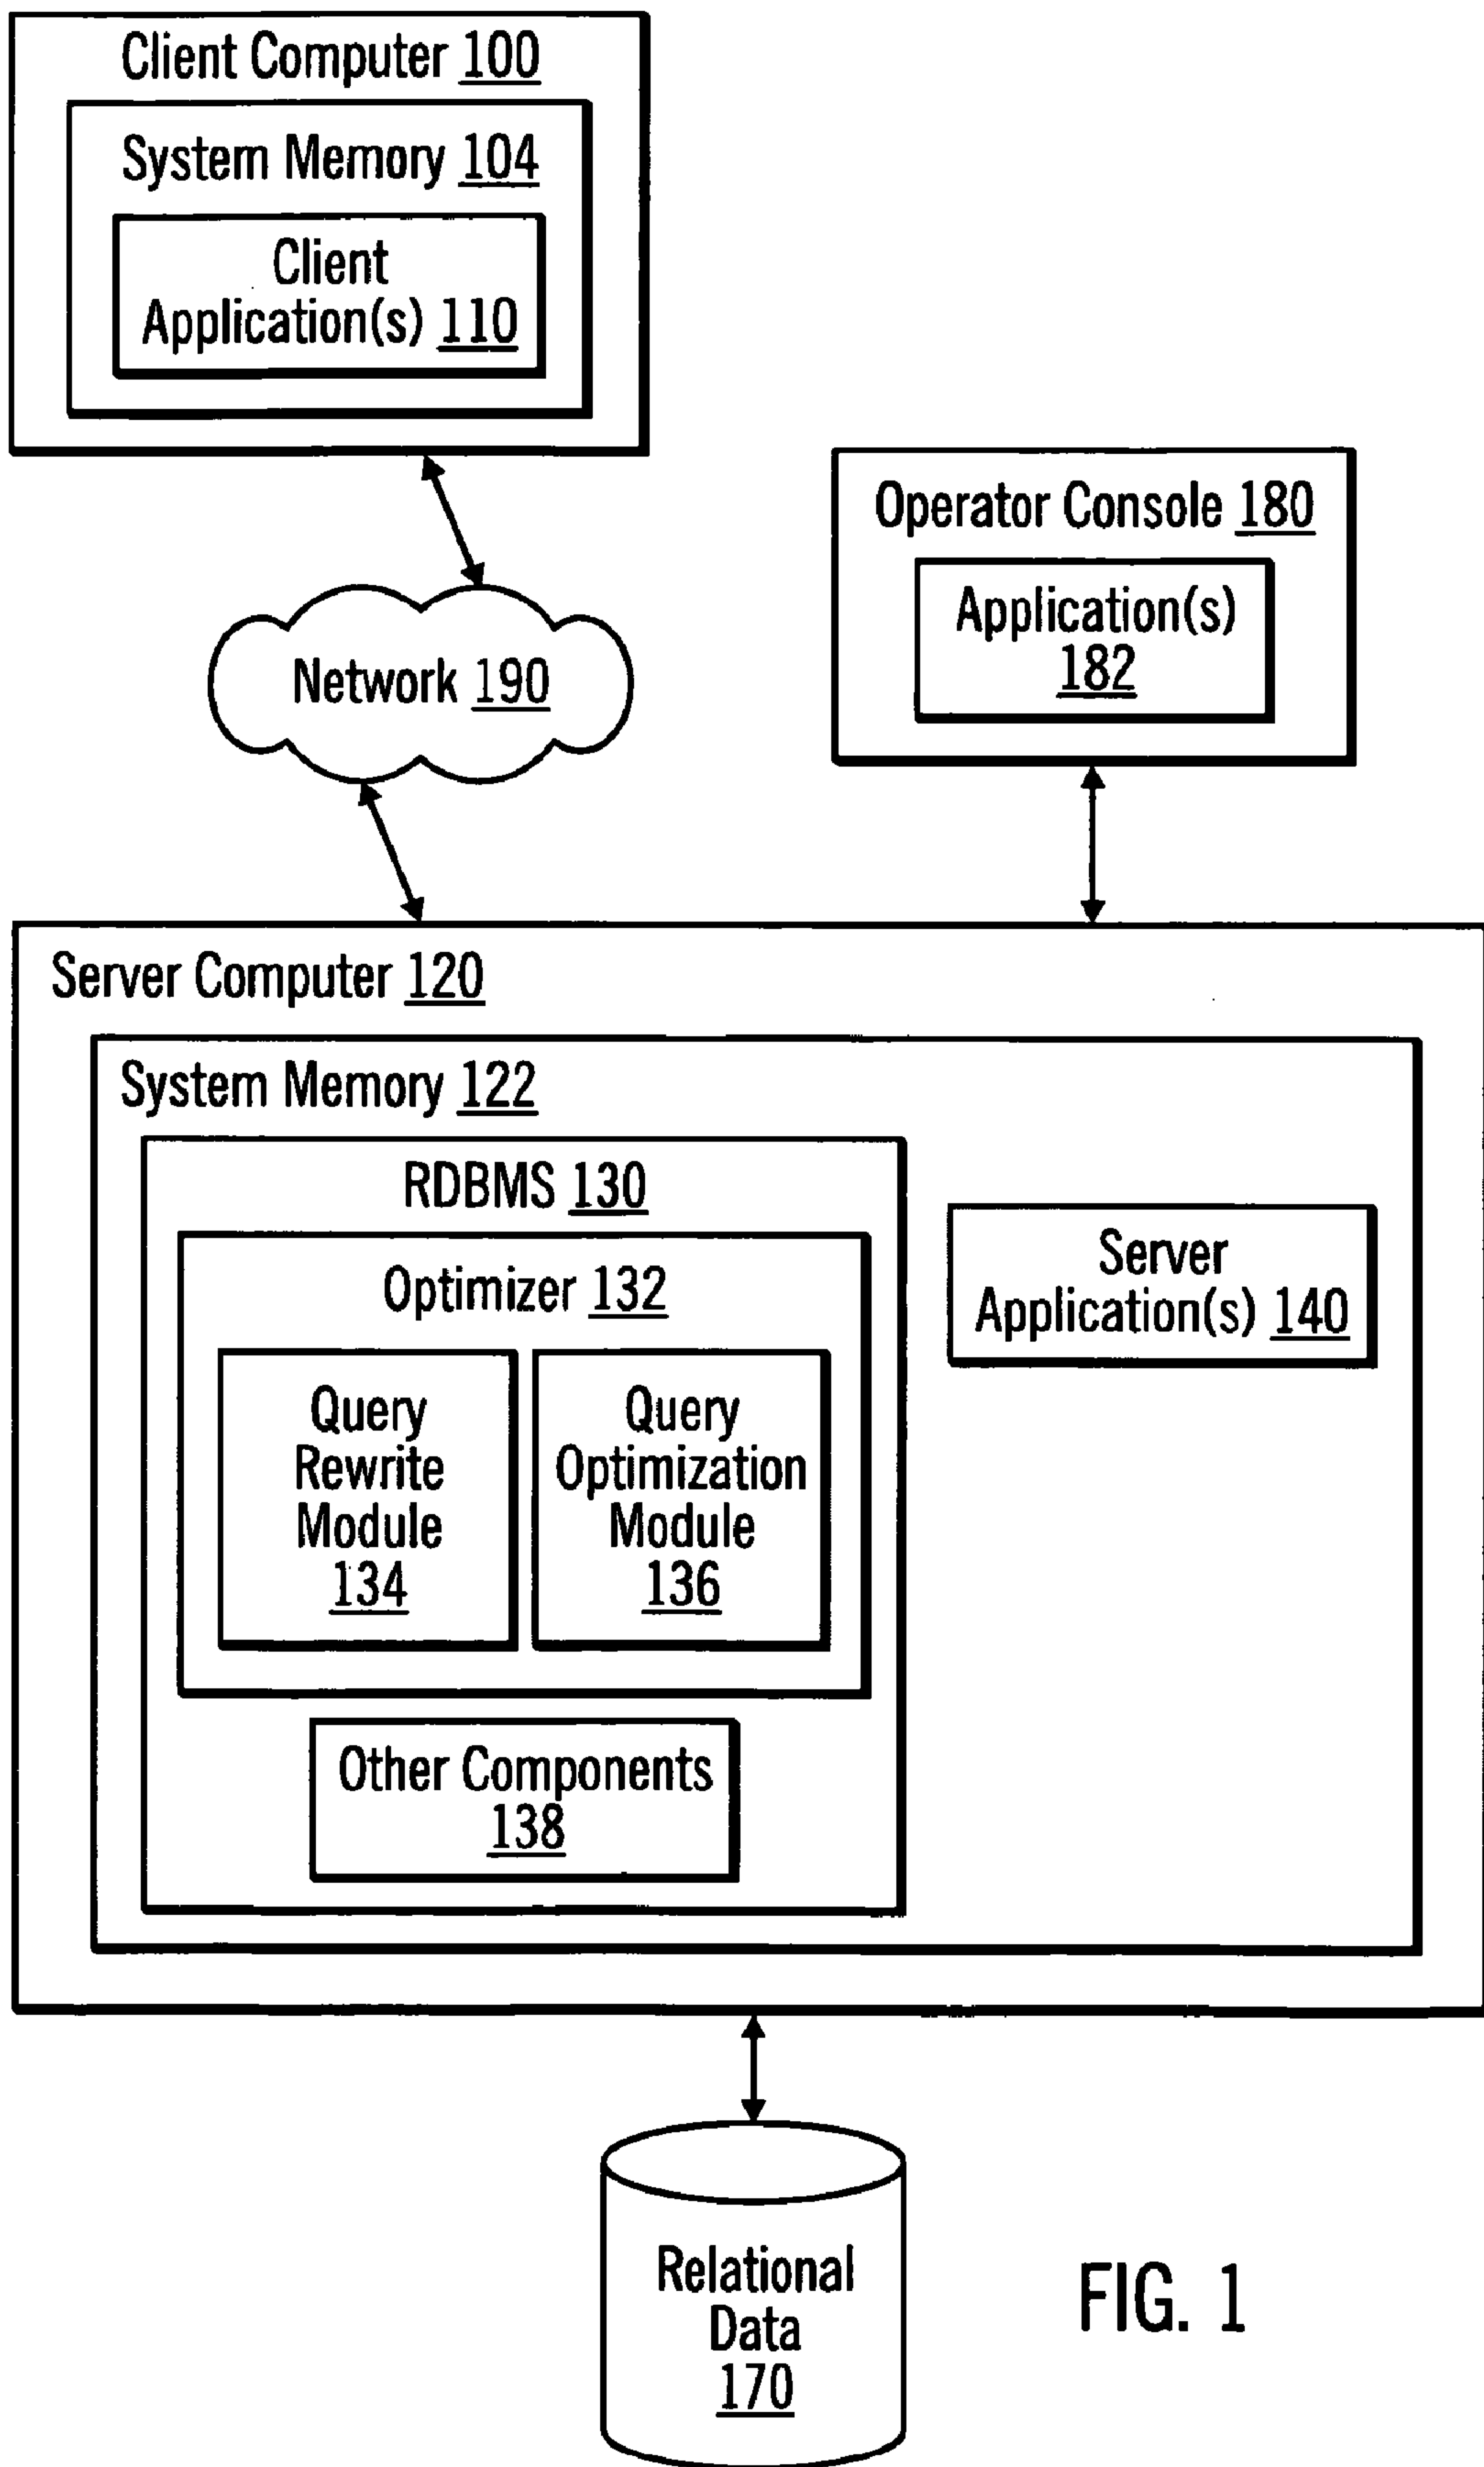 Client Computer 100
System Memory 104
Client
Application(s) 110
Operator Console 180
Application(s)
182
Network 190
Server Computer 120
System Memory 122
RDBMS 130
Optimizer 132
Query
Rewrite
Module
134
Query
Optimization
Module
136
Other Components
138
Server
Application(s) 140
Relational
Data
170
FIG. 1